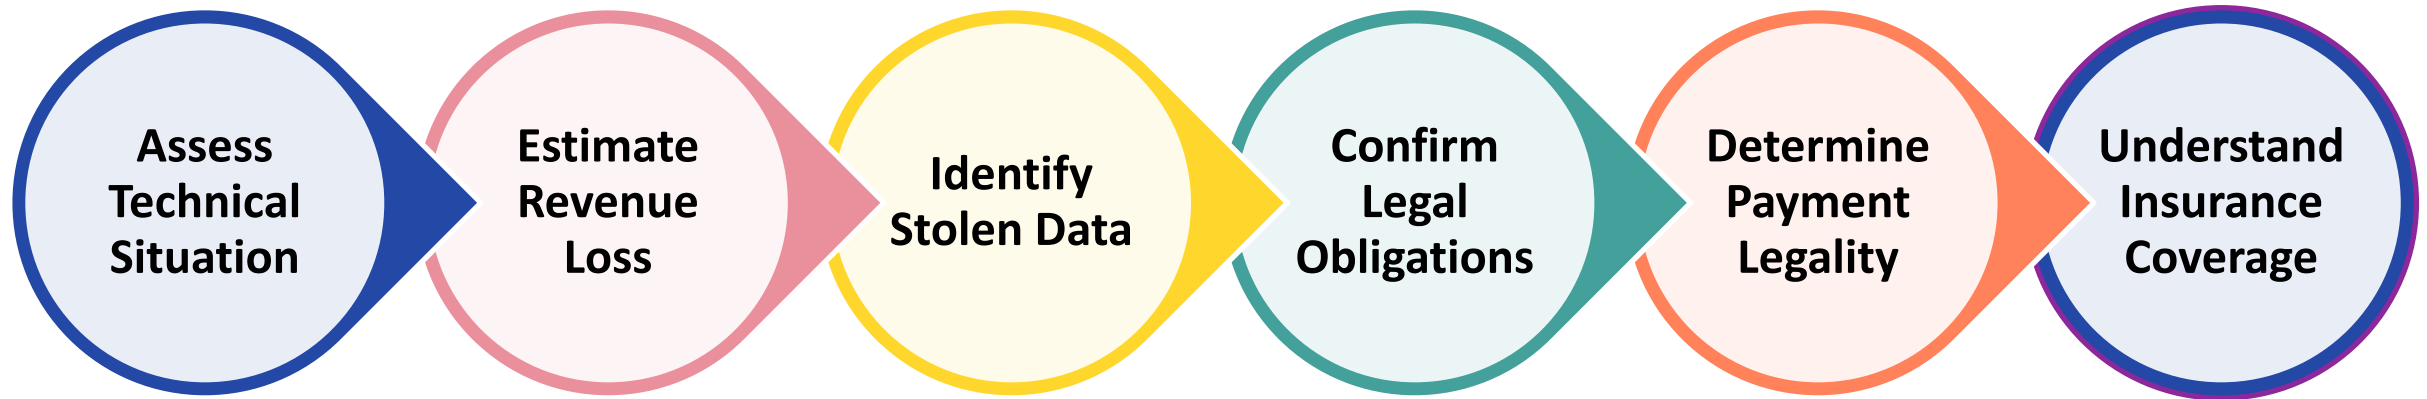 Assess
Technical
Situation
Estimate
Revenue
Loss
Identify
Stolen Data
Confirm
Legal
Obligations
Determine
Payment
Legality
Understand
Insurance
Coverage